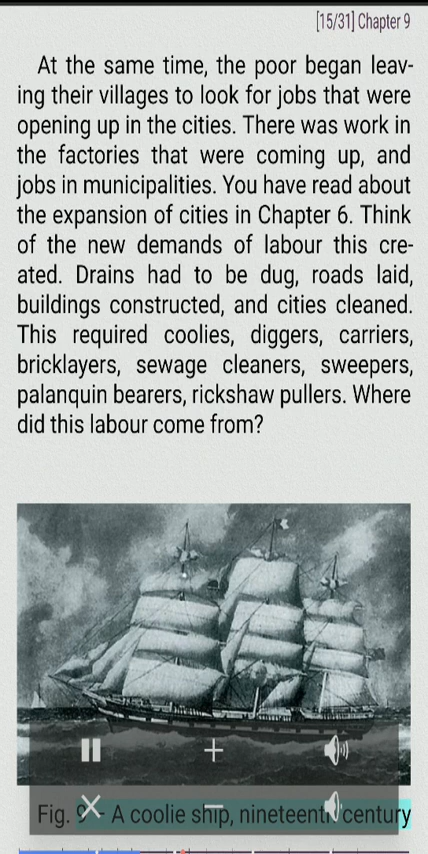 [15/31] Chapter 9
At the same time, the poor began leav-
ing their villages to look for jobs that were
opening up in the cities. There was work in
the factories that were coming up, and
jobs in municipalities. You have read about
the expansion of cities in Chapter 6. Think
of the new demands of labour this cre-
ated. Drains had to be dug, roads laid,
buildings constructed, and cities cleaned.
This required coolies, diggers, carriers,
bricklayers, sewage cleaners, sweepers,
palanquin bearers, rickshaw pullers. Where
did this labour come from?
Fig. 9 - A coolie ship, nineteenth century